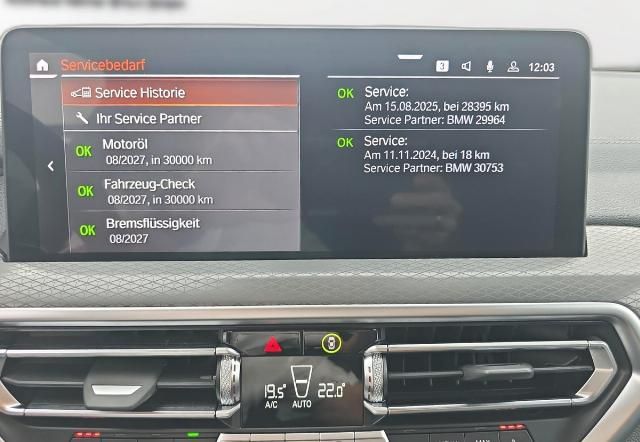 Servicebedarf
3
12:03
Service Historie
Ihr Service Partner
OK Motoröl
08/2027, in 30000 km
OK Fahrzeug-Check
08/2027, in 30000 km
OK Bremsflüssigkeit
08/2027
OK Service:
Am 15.08.2025, bei 28395 km
Service Partner: BMW 29964
OK Service:
Am 11.11.2024, bei 18 km
Service Partner: BMW 30753
19.5°
22.0°
A/C
AUTO